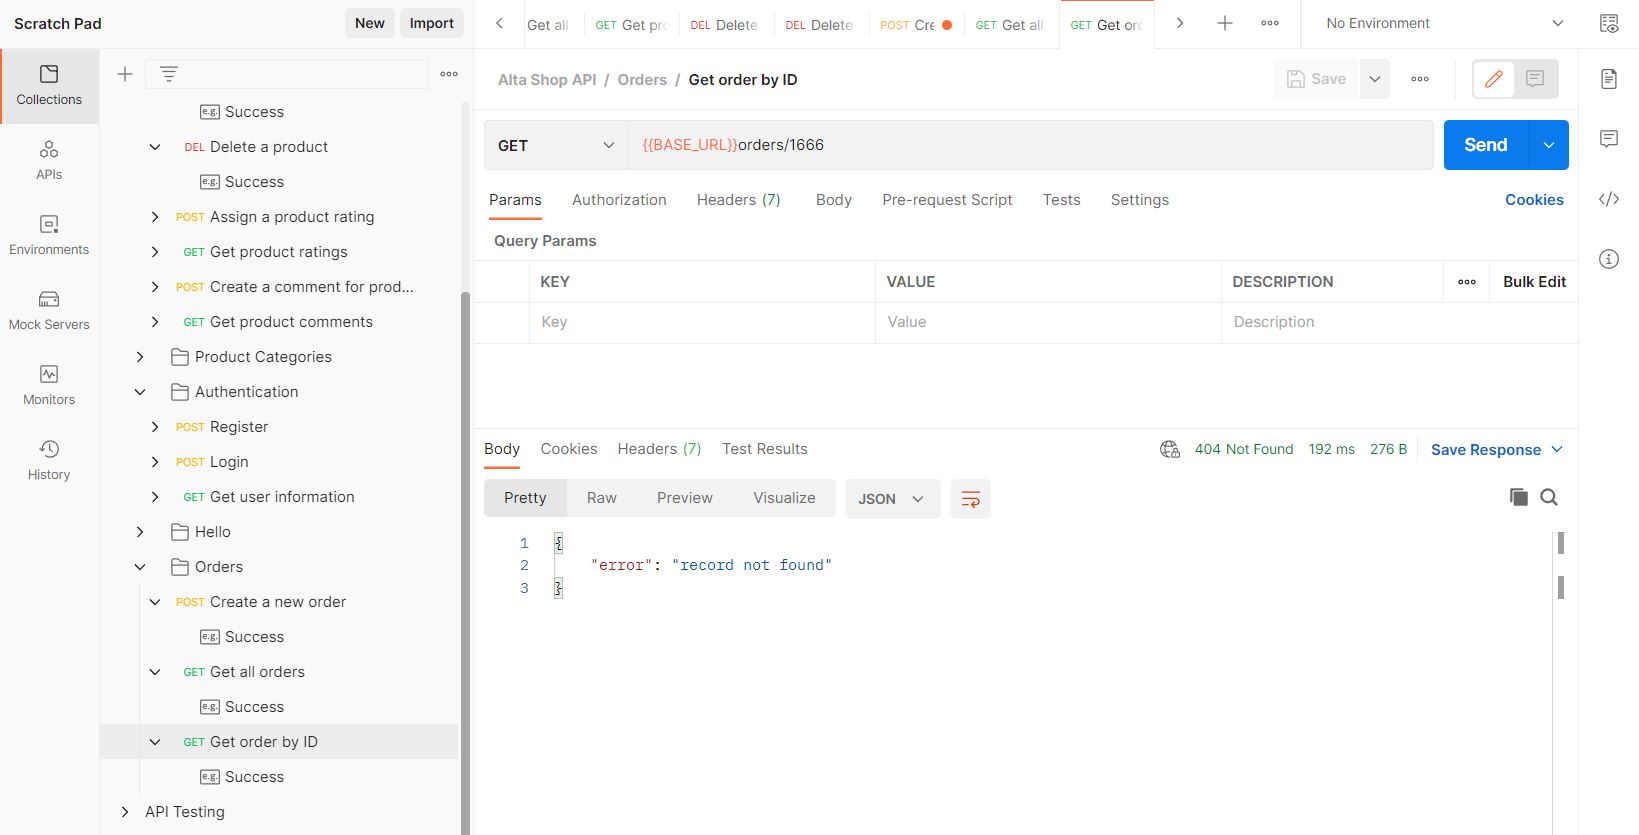 Scratch Pad
New
Import
Get all
GET Get pr
DEL Delete
DEL Delete
POST Cre
GET Get all
GET Get or
No Environment
Collections
APIs
Environments
Mock Servers
Monitors
History
e.g. Success
DEL Delete a product
e.g. Success
POST Assign a product rating
GET Get product ratings
POST Create a comment for prod...
GET Get product comments
Product Categories
Authentication
POST Register
POST Login
GET Get user information
Hello
Orders
POST Create a new order
e.g. Success
GET Get all orders
e.g. Success
GET Get order by ID
e.g. Success
API Testing
Alta Shop API / Orders / Get order by ID
Save
GET
{{BASE_URL}}orders/1666
Send
Params Authorization Headers (7) Body Pre-request Script Tests Settings
Cookies
Query Params
KEY VALUE DESCRIPTION
Bulk Edit
Key Value Description
Body Cookies Headers (7) Test Results
404 Not Found 192 ms 276 B
Save Response
Pretty Raw Preview Visualize
JSON
1 {
2 "error": "record not found"
3 }